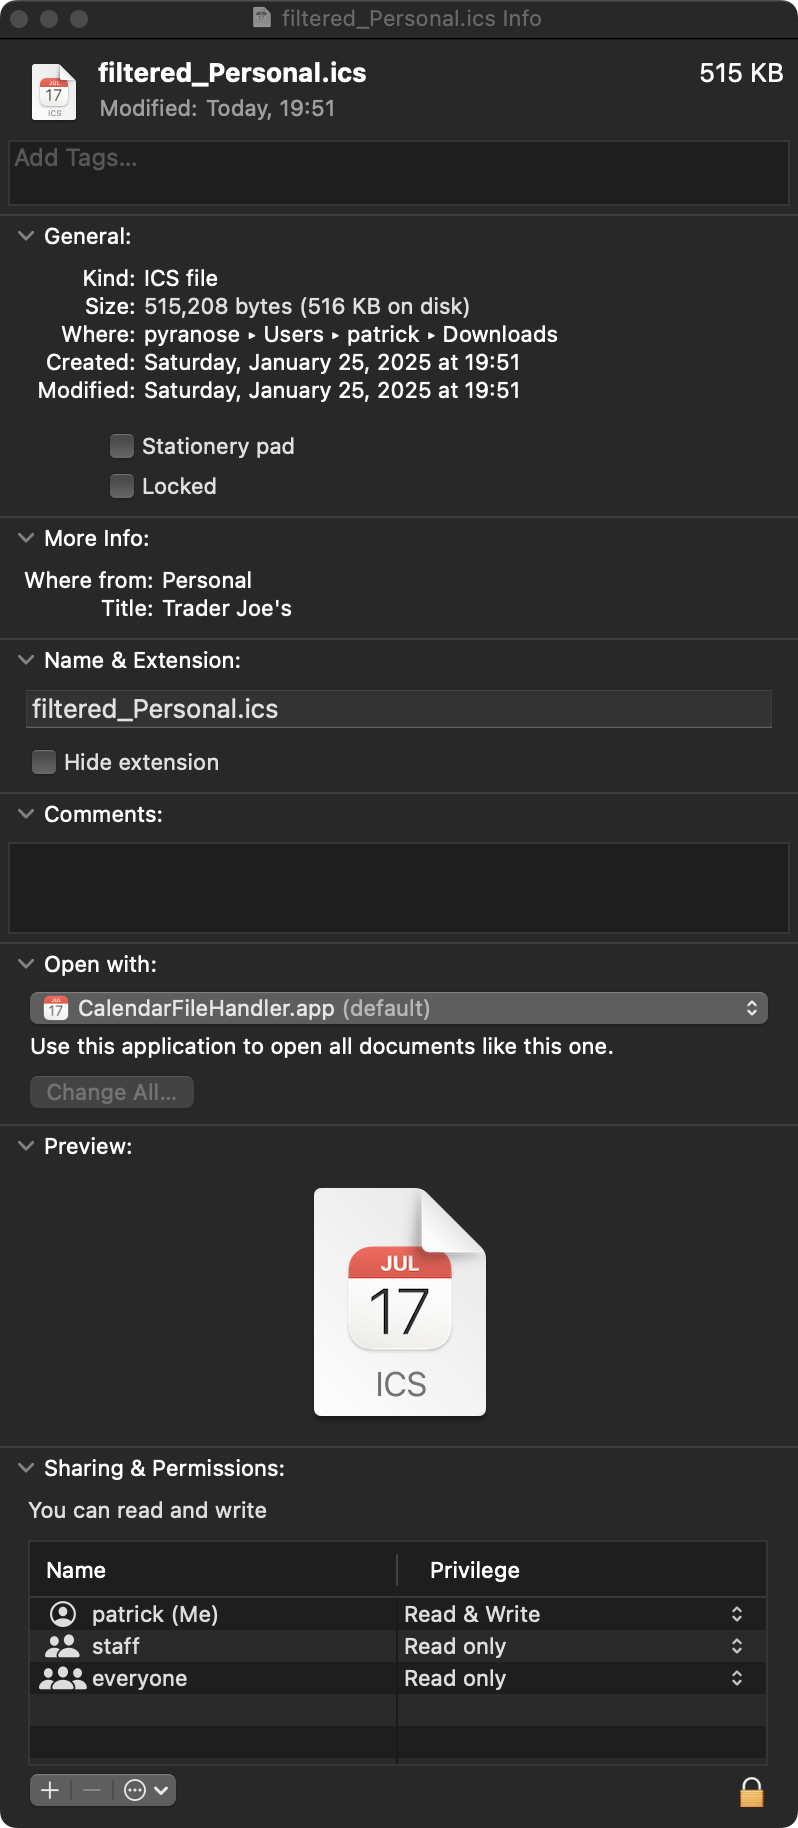 filtered_Personal.ics Info
filtered_Personal.ics 515 KB
Modified: Today, 19:51
JUL
17
ICS
Add Tags...
General:
Kind: ICS file
Size: 515,208 bytes (516 KB on disk)
Where: pyranose ▸ Users ▸ patrick ▸ Downloads
Created: Saturday, January 25, 2025 at 19:51
Modified: Saturday, January 25, 2025 at 19:51
Stationery pad
Locked
More Info:
Where from: Personal
Title: Trader Joe's
Name & Extension:
filtered_Personal.ics
Hide extension
Comments:
Open with:
JUL
17
CalendarFileHandler.app (default)
Use this application to open all documents like this one.
Change All...
Preview:
JUL
17
ICS
Sharing & Permissions:
You can read and write
Name Privilege
patrick (Me) Read & Write
staff Read only
everyone Read only